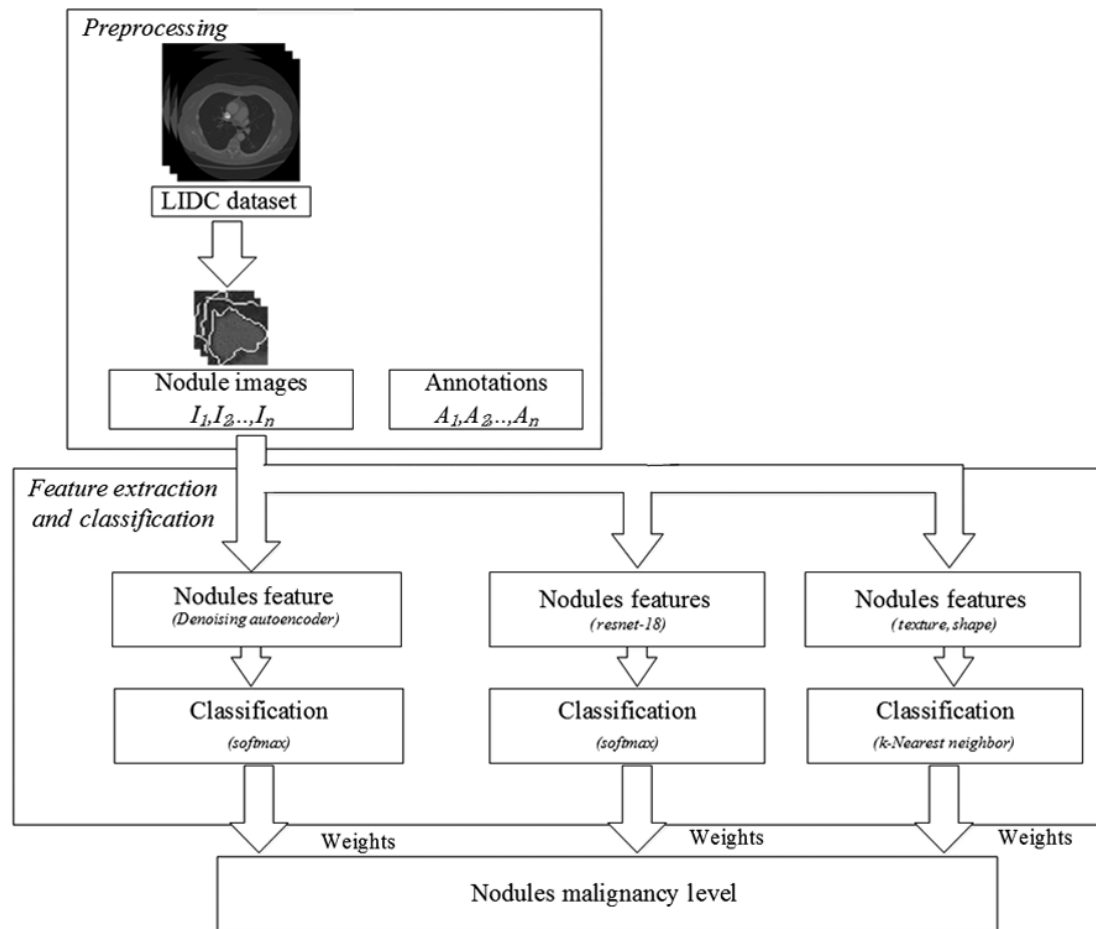 Preprocessing
LIDC dataset
Nodule images
I1,I2,..,In
Annotations
A1,A2,..,An
Feature extraction
and classification
Nodules feature
(Denoising autoencoder)
Nodules features
(resnet-18)
Nodules features
(texture, shape)
Classification
(softmax)
Classification
(softmax)
Classification
(k-Nearest neighbor)
Weights
Weights
Weights
Nodules malignancy level